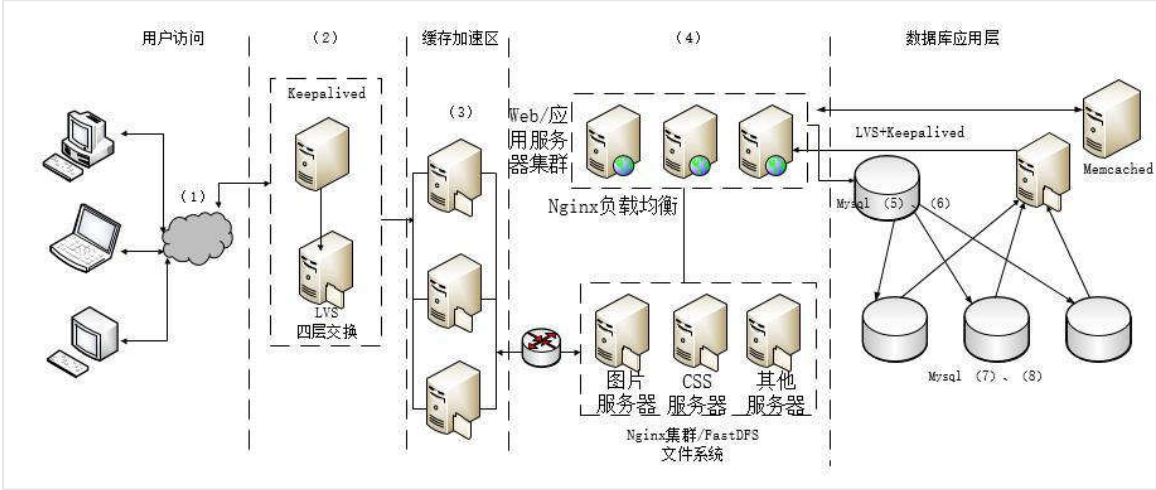 用户访问
（2）
缓存加速区
（4）
数据库应用层
（1）
Keepalived
LVS
四层交换
（3）
Web/应
用服务
器集群
Nginx负载均衡
LVS+Keepalived
Memcached
Mysql （5）、（6）
图片
服务器
CSS
服务器
其他
服务器
Nginx集群/FastDFS
文件系统
Mysql （7）、（8）